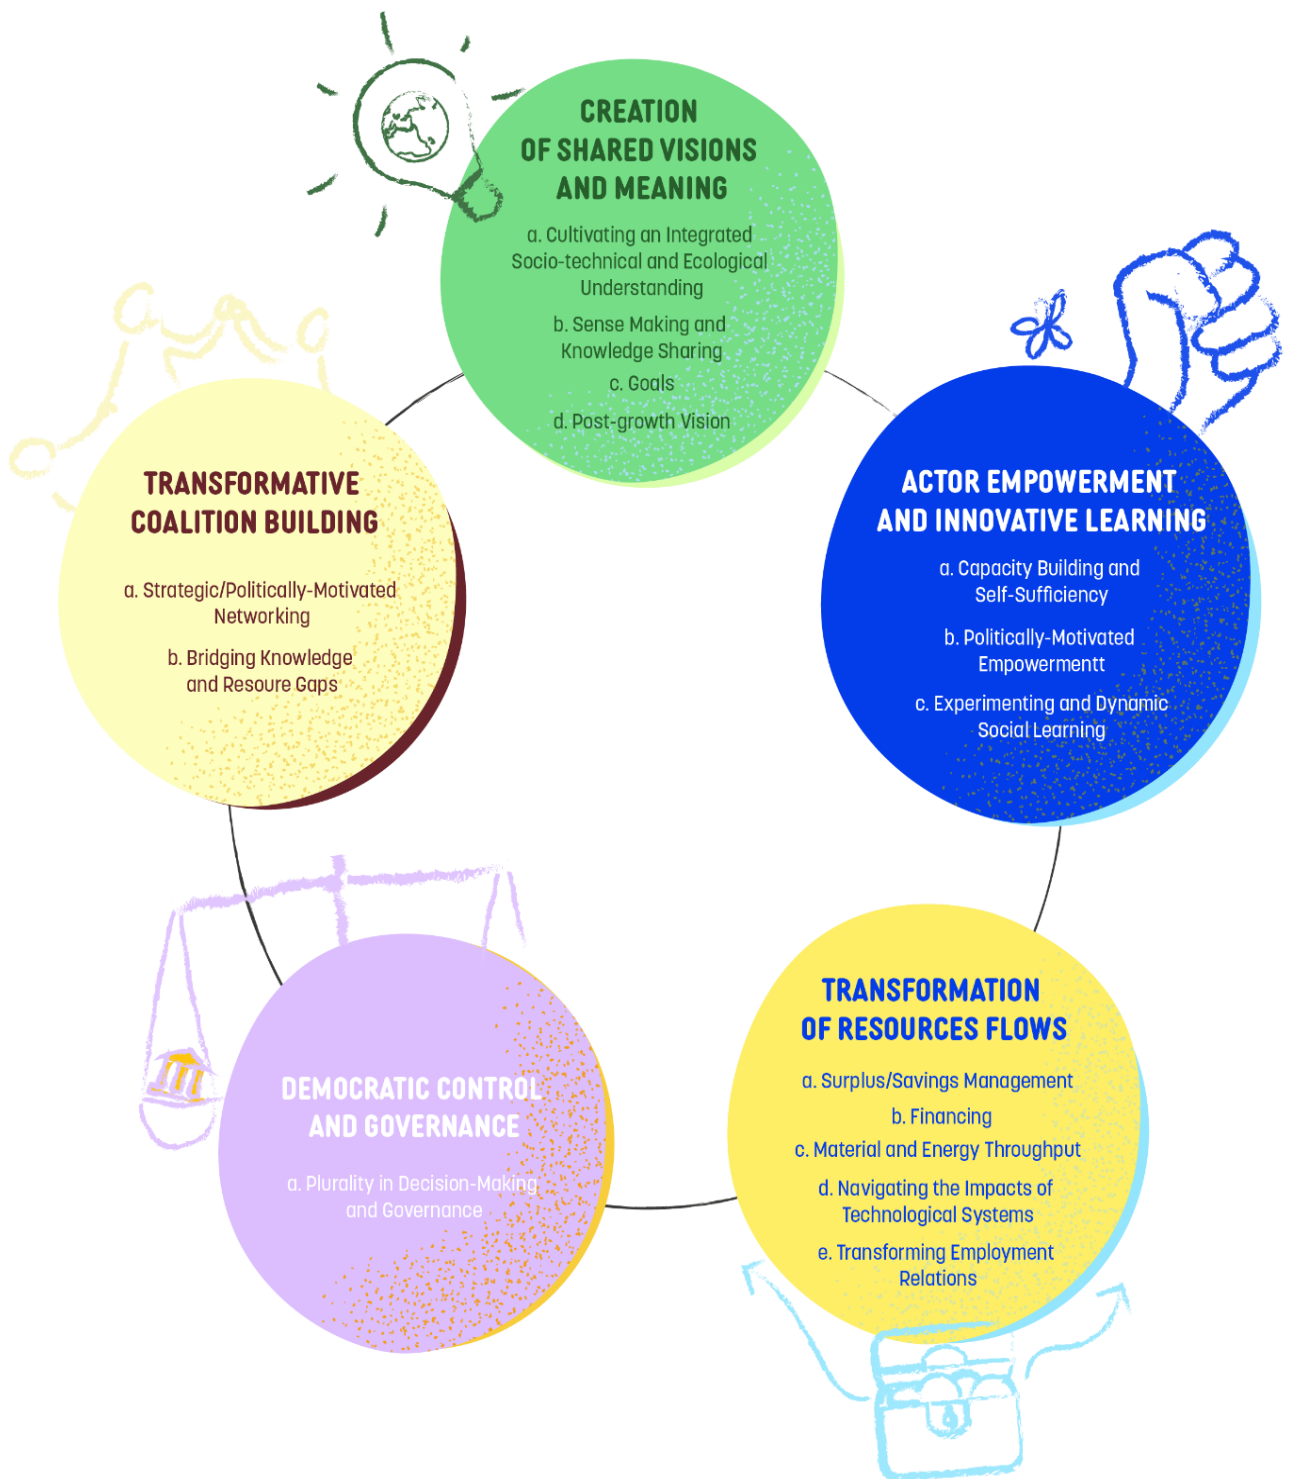 CREATION
OF SHARED VISIONS
AND MEANING
a. Cultivating an Integrated
Socio-technical and Ecological
Understanding
b. Sense Making and
Knowledge Sharing
c. Goals
d. Post-growth Vision
ACTOR EMPOWERMENT
AND INNOVATIVE LEARNING
a. Capacity Building and
Self-Sufficiency
b. Politically-Motivated
Empowermentt
c. Experimenting and Dynamic
Social Learning
TRANSFORMATION
OF RESOURCES FLOWS
a. Surplus/Savings Management
b. Financing
c. Material and Energy Throughput
d. Navigating the Impacts of
Technological Systems
e. Transforming Employment
Relations
DEMOCRATIC CONTROL
AND GOVERNANCE
a. Plurality in Decision-Making
and Governance
TRANSFORMATIVE
COALITION BUILDING
a. Strategic/Politically-Motivated
Networking
b. Bridging Knowledge
and Resoure Gaps